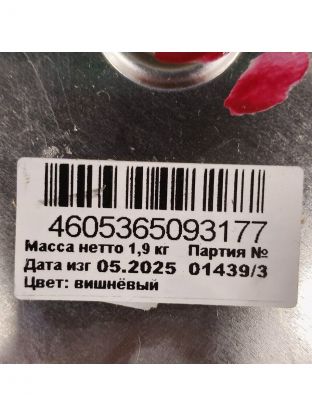 4605365093177
Масса нетто 1,9 кг Партия №
Дата изг 05.2025 01439/3
Цвет: вишнёвый